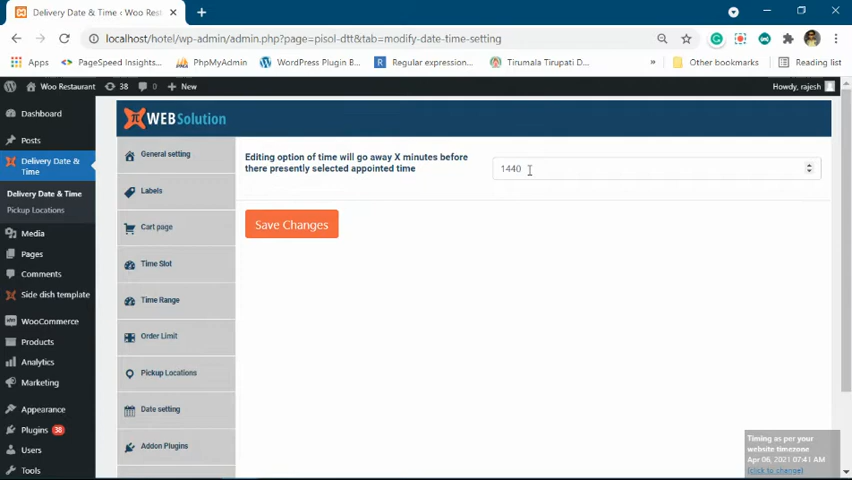 Delivery Date & Time ‹ Woo Rest
localhost/hotel/wp-admin/admin.php?page=pisol-dtt&tab=modify-date-time-setting
Apps
PageSpeed Insights...
PhpMyAdmin
WordPress Plugin B...
Regular expression...
Tirumala Tirupati D...
»
Other bookmarks
Reading list
Woo Restaurant
38
New
Howdy, rajesh
Dashboard
Posts
Delivery Date &
Time
Delivery Date & Time
Pickup Locations
Media
Pages
Comments
Side dish template
WooCommerce
Products
Analytics
Marketing
Appearance
Plugins 38
Users
Tools
π WEBSolution
General setting
Labels
Cart page
Time Slot
Time Range
Order Limit
Pickup Locations
Date setting
Addon Plugins
Editing option of time will go away X minutes before
there presently selected appointed time
1440
Save Changes
Timing as per your
website timezone
Apr 06, 2021 07:41 AM
(click to change)